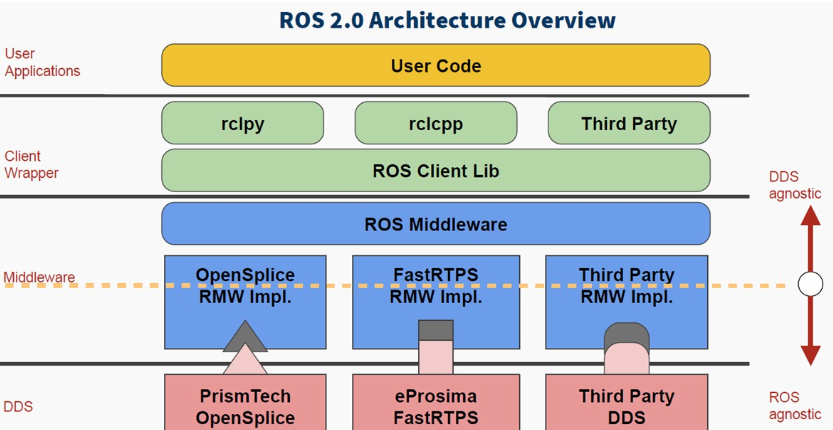 ROS 2.0 Architecture Overview
User
Applications
User Code
rclpy
rclcpp
Third Party
Client
Wrapper
ROS Client Lib
DDS
agnostic
ROS Middleware
Middleware
OpenSplice
RMW Impl.
FastRTPS
RMW Impl.
Third Party
RMW Impl.
DDS
PrismTech
OpenSplice
eProsima
FastRTPS
Third Party
DDS
ROS
agnostic